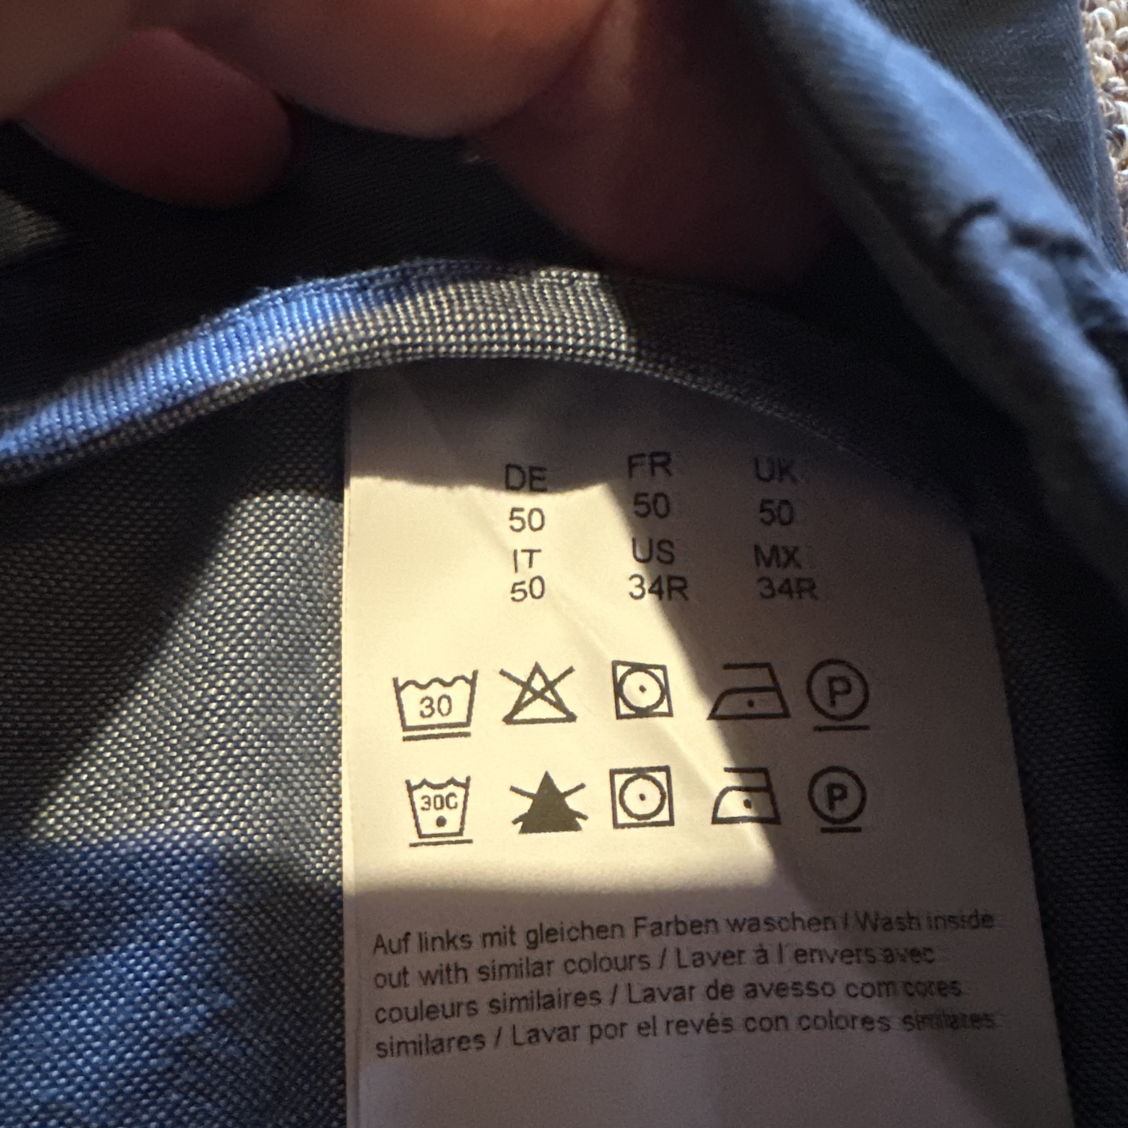 DE FR UK
50 50 50
IT US MX
50 34R 34R
30 P
30C P
Auf links mit gleichen Farben waschen / Wash inside
out with similar colours / Laver à l'envers avec
couleurs similaires / Lavar de avesso com cores
similares / Lavar por el revés con colores similares